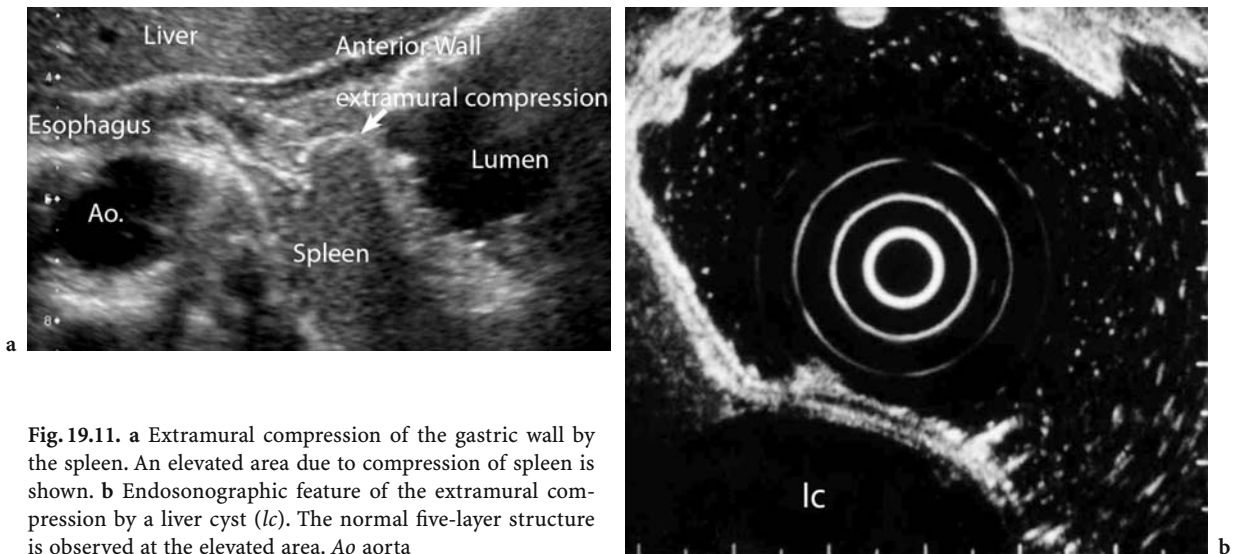 Liver
Anterior Wall
extramural compression
Esophagus
Lumen
Ao.
Spleen
4
8
a
lc
b
Fig. 19.11. a Extramural compression of the gastric wall by
the spleen. An elevated area due to compression of spleen is
shown. b Endosonographic feature of the extramural com-
pression by a liver cyst (lc). The normal five-layer structure
is observed at the elevated area. Ao aorta